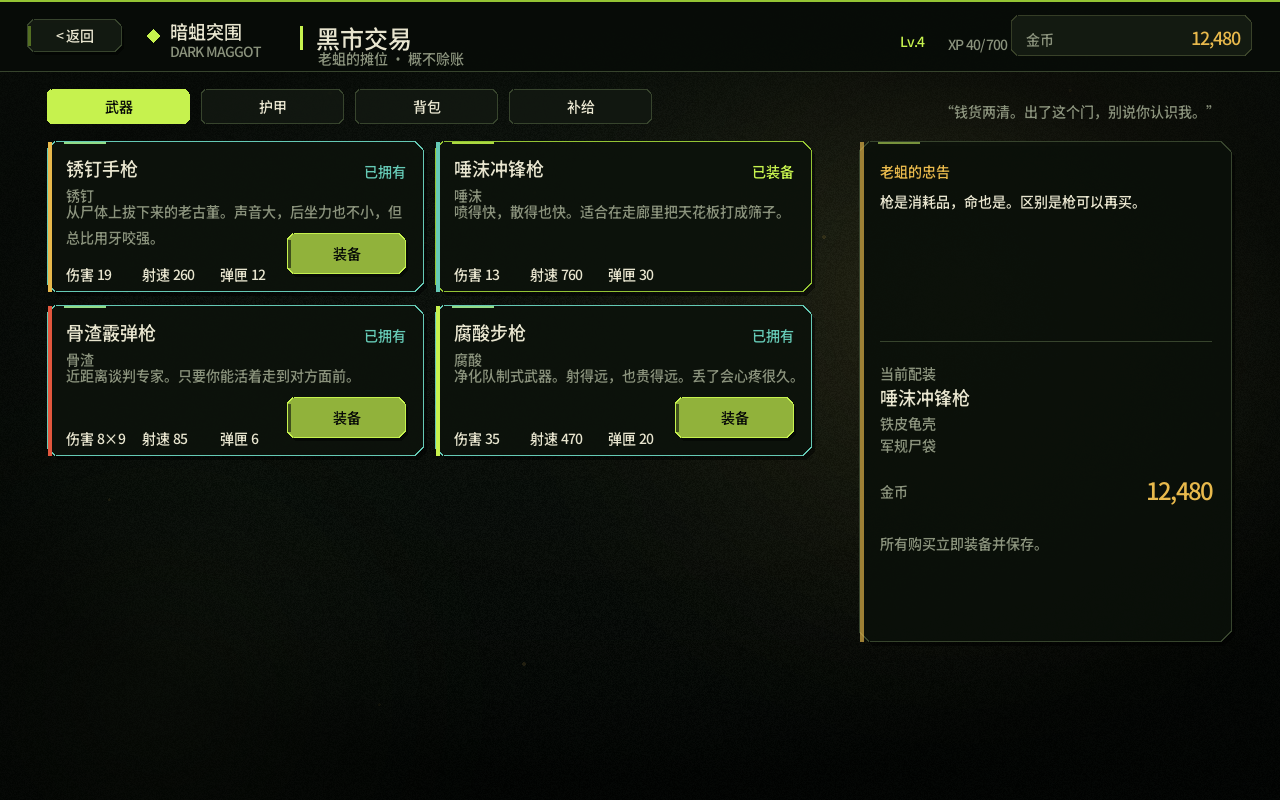 <返回
暗蛆突围
DARK MAGGOT
黑市交易
老蛆的摊位 · 概不赊账
Lv.4
XP 40/700
金币
12,480
武器
护甲
背包
补给
“钱货两清。出了这个门，别说你认识我。”
锈钉手枪
已拥有
锈钉
从尸体上拔下来的老古董。声音大，后坐力也不小，但
总比用牙咬强。
装备
伤害 19 射速 260 弹匣 12
唾沫冲锋枪
已装备
唾沫
喷得快，散得也快。适合在走廊里把天花板打成筛子。
伤害 13 射速 760 弹匣 30
骨渣霰弹枪
已拥有
骨渣
近距离谈判专家。只要你能活着走到对方面前。
装备
伤害 8×9 射速 85 弹匣 6
腐酸步枪
已拥有
腐酸
净化队制式武器。射得远，也贵得远。丢了会心疼很久。
装备
伤害 35 射速 470 弹匣 20
老蛆的忠告
枪是消耗品，命也是。区别是枪可以再买。
当前配装
唾沫冲锋枪
铁皮龟壳
军规尸袋
金币
12,480
所有购买立即装备并保存。